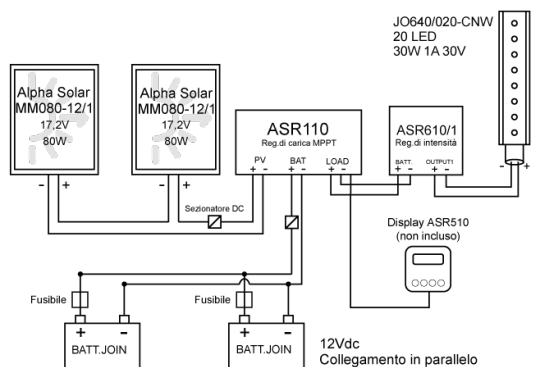 JO640/020-CNW
20 LED
30W 1A 30V
Alpha Solar
MM080-12/1
17,2V
80W
Alpha Solar
MM080-12/1
17,2V
80W
ASR110
Reg.di carica MPPT
PV BAT LOAD
+ - + - + -
ASR610/1
Reg.di intensità
BATT. OUTPUT1
+ - + -
- +
- +
- +
Sezionatore DC
Display ASR510
(non incluso)
Fusibile
Fusibile
+ -
BATT.JOIN
+ -
BATT.JOIN
12Vdc
Collegamento in parallelo